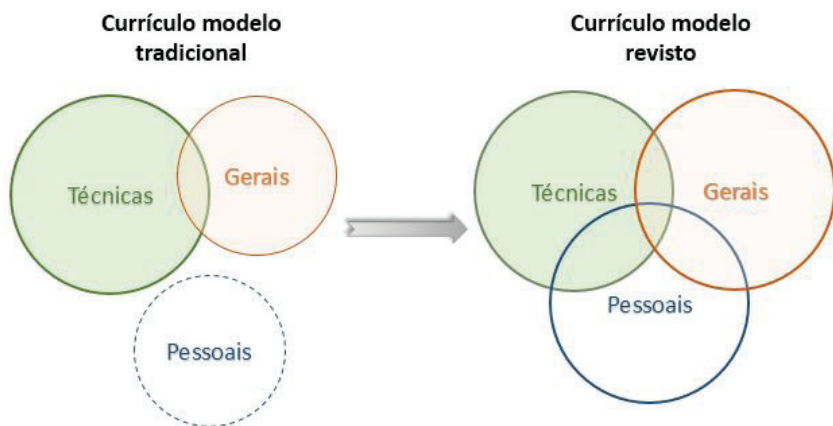 Currículo modelo
tradicional
Técnicas
Gerais
Pessoais
Currículo modelo
revisto
Técnicas
Gerais
Pessoais